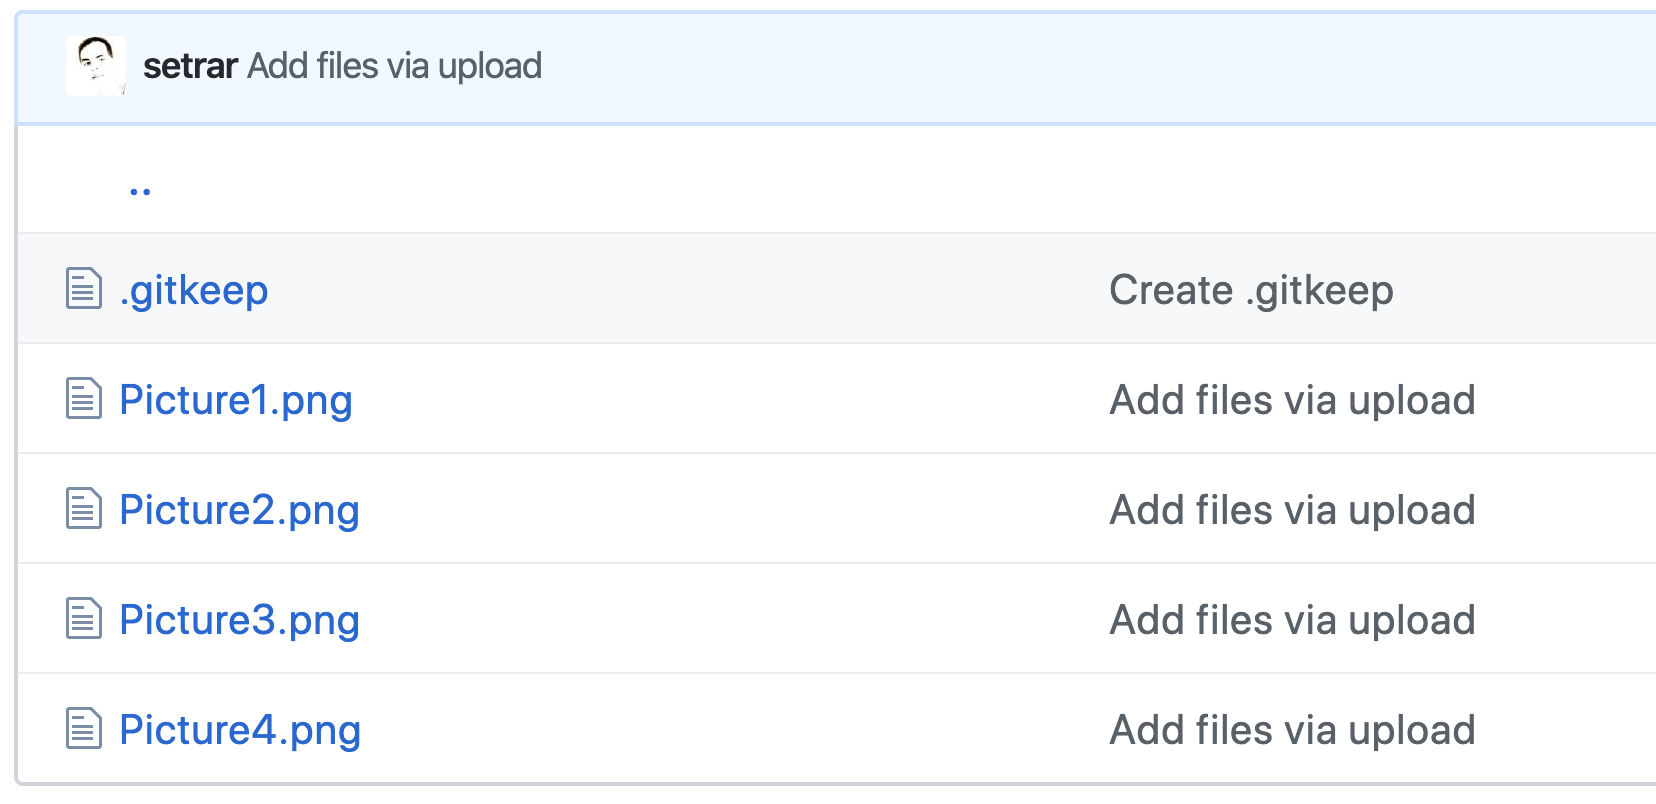 setrar Add files via upload
..
.gitkeep Create .gitkeep
Picture1.png Add files via upload
Picture2.png Add files via upload
Picture3.png Add files via upload
Picture4.png Add files via upload